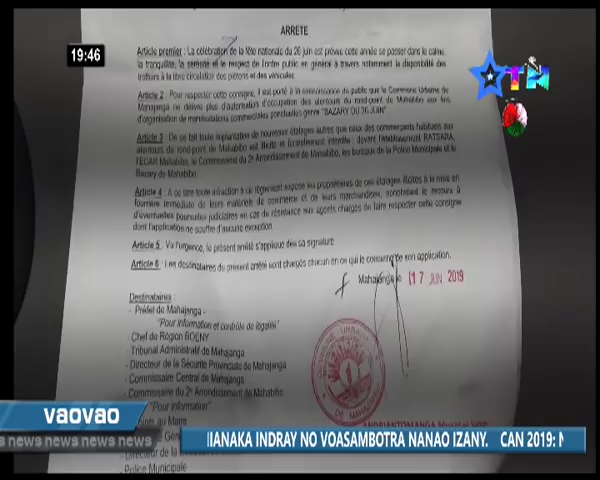 ARRETE
19:46
Article premier : La célébration de la fête nationale du 26 juin est prévue cette année se passer dans le calme,
la tranquillité, la sérénité et le respect de l'ordre public en général à travers notamment la disponibilité des
trottoirs à la libre circulation des piétons et des véhicules.
Article 2 : Pour respecter cette consigne, il est porté à la connaissance du public que la Commune Urbaine de
Mahajanga ne délivre plus d'autorisation d'occupation des alentours du rond-point de Mahabibo aux fins
d'organisation de manifestations commerciales ponctuelles genre "BAZARY DU 26 JUIN"
Article 3 : De ce fait toute implantation de nouveaux étalages autres que ceux des commerçants habituels aux
alentours du rond-point de Mahabibo est illicite et formellement interdite : devant l'établissement RATSARA,
l'ECAR Mahabibo, le Commissariat du 2e Arrondissement de Mahabibo, les bureaux de la Police Municipale et le
Bazary de Mahabibo.
Article 4 : A ce titre toute infraction à ce règlement expose les propriétaires de ces étalages illicites à la mise en
fourrière immédiate de leurs matériels de commerce et de leurs marchandises, nonobstant le recours à
d'éventuelles poursuites judiciaires en cas de résistance aux agents chargés de faire respecter cette consigne
dont l'application ne souffre d'aucune exception.
Article 5 : Vu l'urgence, le présent arrêté s'applique dès sa signature
Article 6 : Les destinataires du présent arrêté sont chargés chacun en ce qui le concerne de son application.
Mahajanga le 17 JUN 2019
Destinataires :
- Préfet de Mahajanga -
"Pour information et contrôle de légalité"
- Chef de Région BOENY
- Tribunal Administratif de Mahajanga
- Directeur de la Sécurité Provinciale de Mahajanga
- Commissaire Central de Mahajanga
- Commissaire du 2e Arrondissement de Mahabibo
"Pour information"
Adjoints au Maire
COMMUNE URBAINE
DE MAHAJANGA
ANDRIANTOMANGA
- Directeur de la
Police Municipale
vaovao
news news news news news
IANAKA INDRAY NO VOASAMBOTRA NANAO IZANY. CAN 2019: